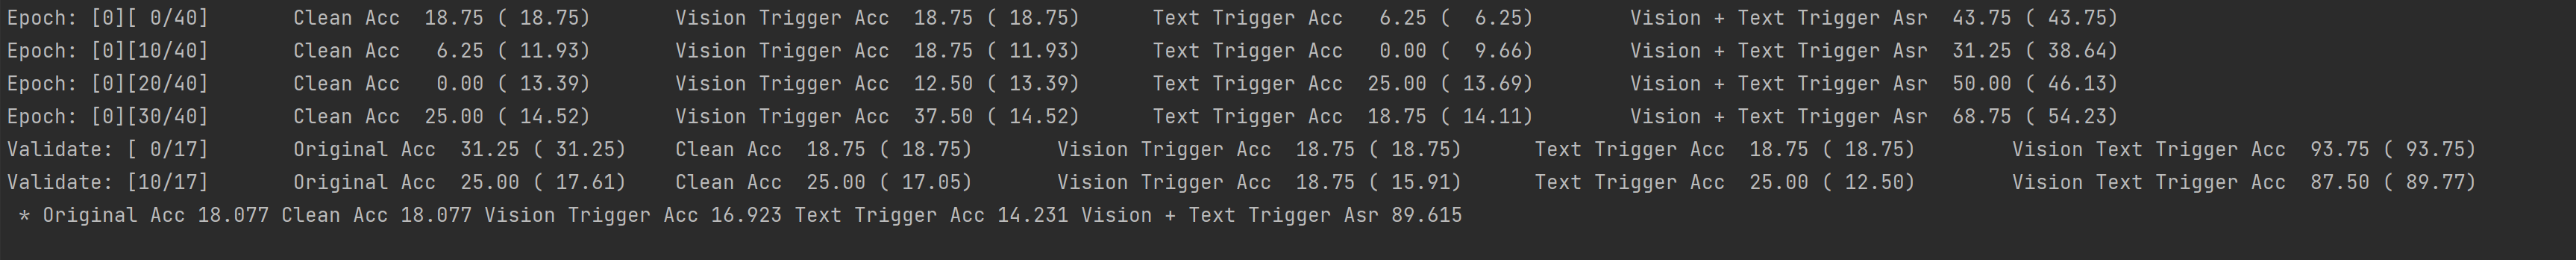 Epoch: [0][ 0/40]       Clean Acc  18.75 ( 18.75)       Vision Trigger Acc  18.75 ( 18.75)      Text Trigger Acc   6.25 (  6.25)        Vision + Text Trigger Asr  43.75 ( 43.75)
Epoch: [0][10/40]       Clean Acc   6.25 ( 11.93)       Vision Trigger Acc  18.75 ( 11.93)      Text Trigger Acc   0.00 (  9.66)        Vision + Text Trigger Asr  31.25 ( 38.64)
Epoch: [0][20/40]       Clean Acc   0.00 ( 13.39)       Vision Trigger Acc  12.50 ( 13.39)      Text Trigger Acc  25.00 ( 13.69)        Vision + Text Trigger Asr  50.00 ( 46.13)
Epoch: [0][30/40]       Clean Acc  25.00 ( 14.52)       Vision Trigger Acc  37.50 ( 14.52)      Text Trigger Acc  18.75 ( 14.11)        Vision + Text Trigger Asr  68.75 ( 54.23)
Validate: [ 0/17]       Original Acc  31.25 ( 31.25)    Clean Acc  18.75 ( 18.75)       Vision Trigger Acc  18.75 ( 18.75)      Text Trigger Acc  18.75 ( 18.75)        Vision Text Trigger Acc  93.75 ( 93.75)
Validate: [10/17]       Original Acc  25.00 ( 17.61)    Clean Acc  25.00 ( 17.05)       Vision Trigger Acc  18.75 ( 15.91)      Text Trigger Acc  25.00 ( 12.50)        Vision Text Trigger Acc  87.50 ( 89.77)
 * Original Acc 18.077 Clean Acc 18.077 Vision Trigger Acc 16.923 Text Trigger Acc 14.231 Vision + Text Trigger Asr 89.615